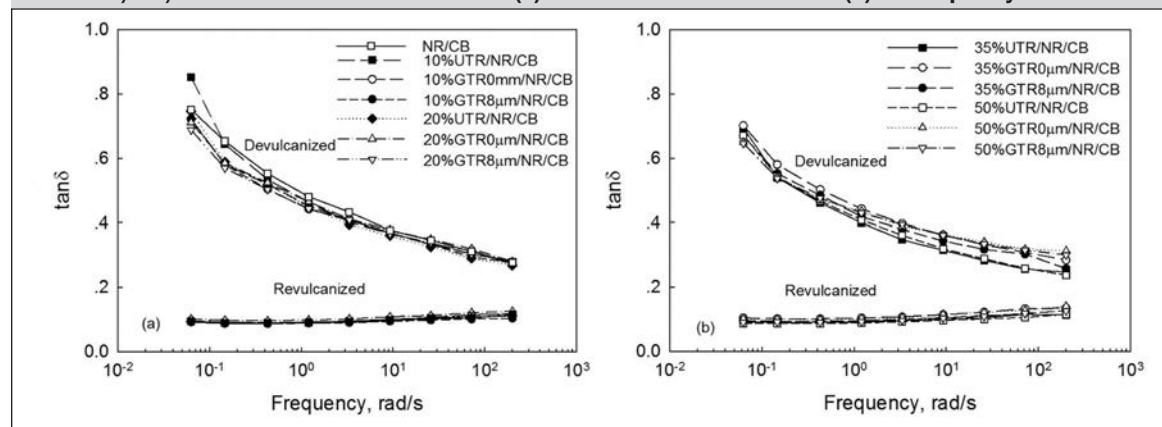 1.0
.8
.6
.4
.2
0.0
tanδ
NR/CB
10%UTR/NR/CB
10%GTR0mm/NR/CB
10%GTR8μm/NR/CB
20%UTR/NR/CB
20%GTR0μm/NR/CB
20%GTR8μm/NR/CB
Devulcanized
Revulcanized
(a)
10-2 10-1 100 101 102 103
Frequency, rad/s
1.0
.8
.6
.4
.2
0.0
tanδ
35%UTR/NR/CB
35%GTR0μm/NR/CB
35%GTR8μm/NR/CB
50%UTR/NR/CB
50%GTR0μm/NR/CB
50%GTR8μm/NR/CB
Devulcanized
Revulcanized
(b)
10-2 10-1 100 101 102 103
Frequency, rad/s